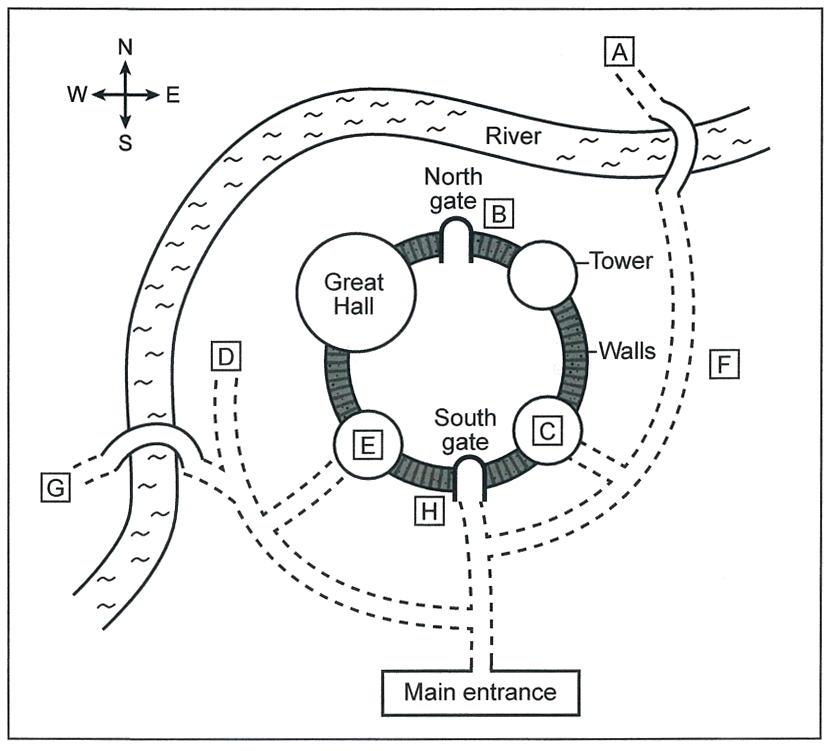 N
A
W E
S
River
North
gate
B
Tower
Great
Hall
Walls
D
F
South
gate
C
E
G
H
Main entrance